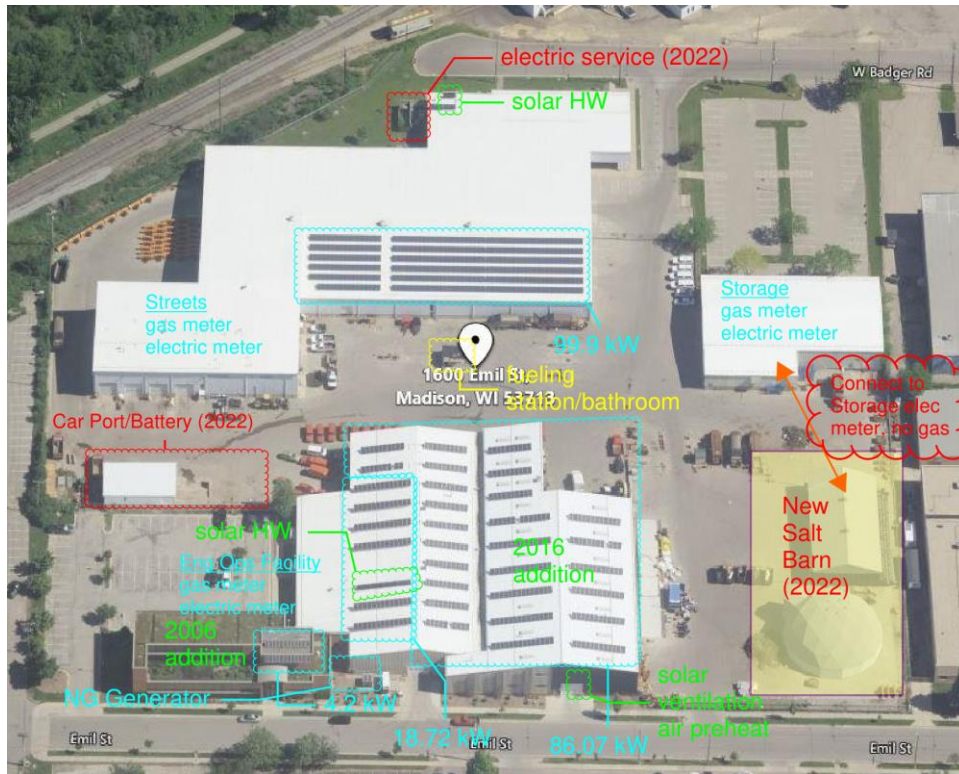 electric service (2022)
solar HW
W Badger Rd
Streets
gas meter
electric meter
Storage
gas meter
electric meter
99.9 kW
1600 Emil St,
Madison, WI 53713
fueling
station/bathroom
Connect to
Storage elec
meter, no gas
Car Port/Battery (2022)
solar HW
Eng Ops Facility
gas meter
electric meter
2016
addition
New
Salt
Barn
(2022)
2006
addition
NG Generator
4.2 kW
solar
ventilation
air preheat
18.72 kW
86.07 kW
Emil St
Emil St
Emil St